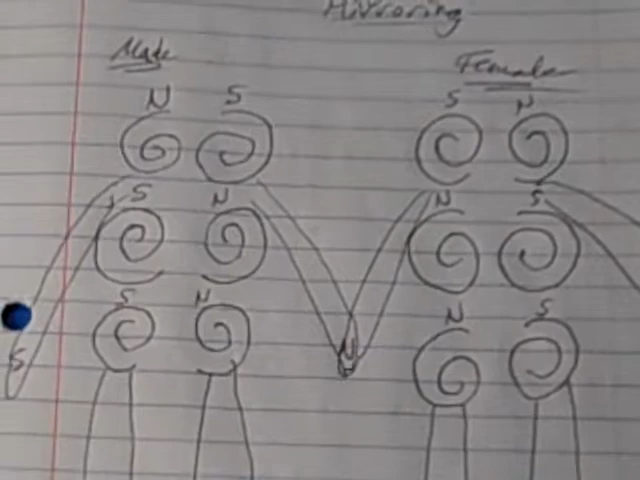 Mirroring
Male Female
N S S N
S N N S
S N N S
S